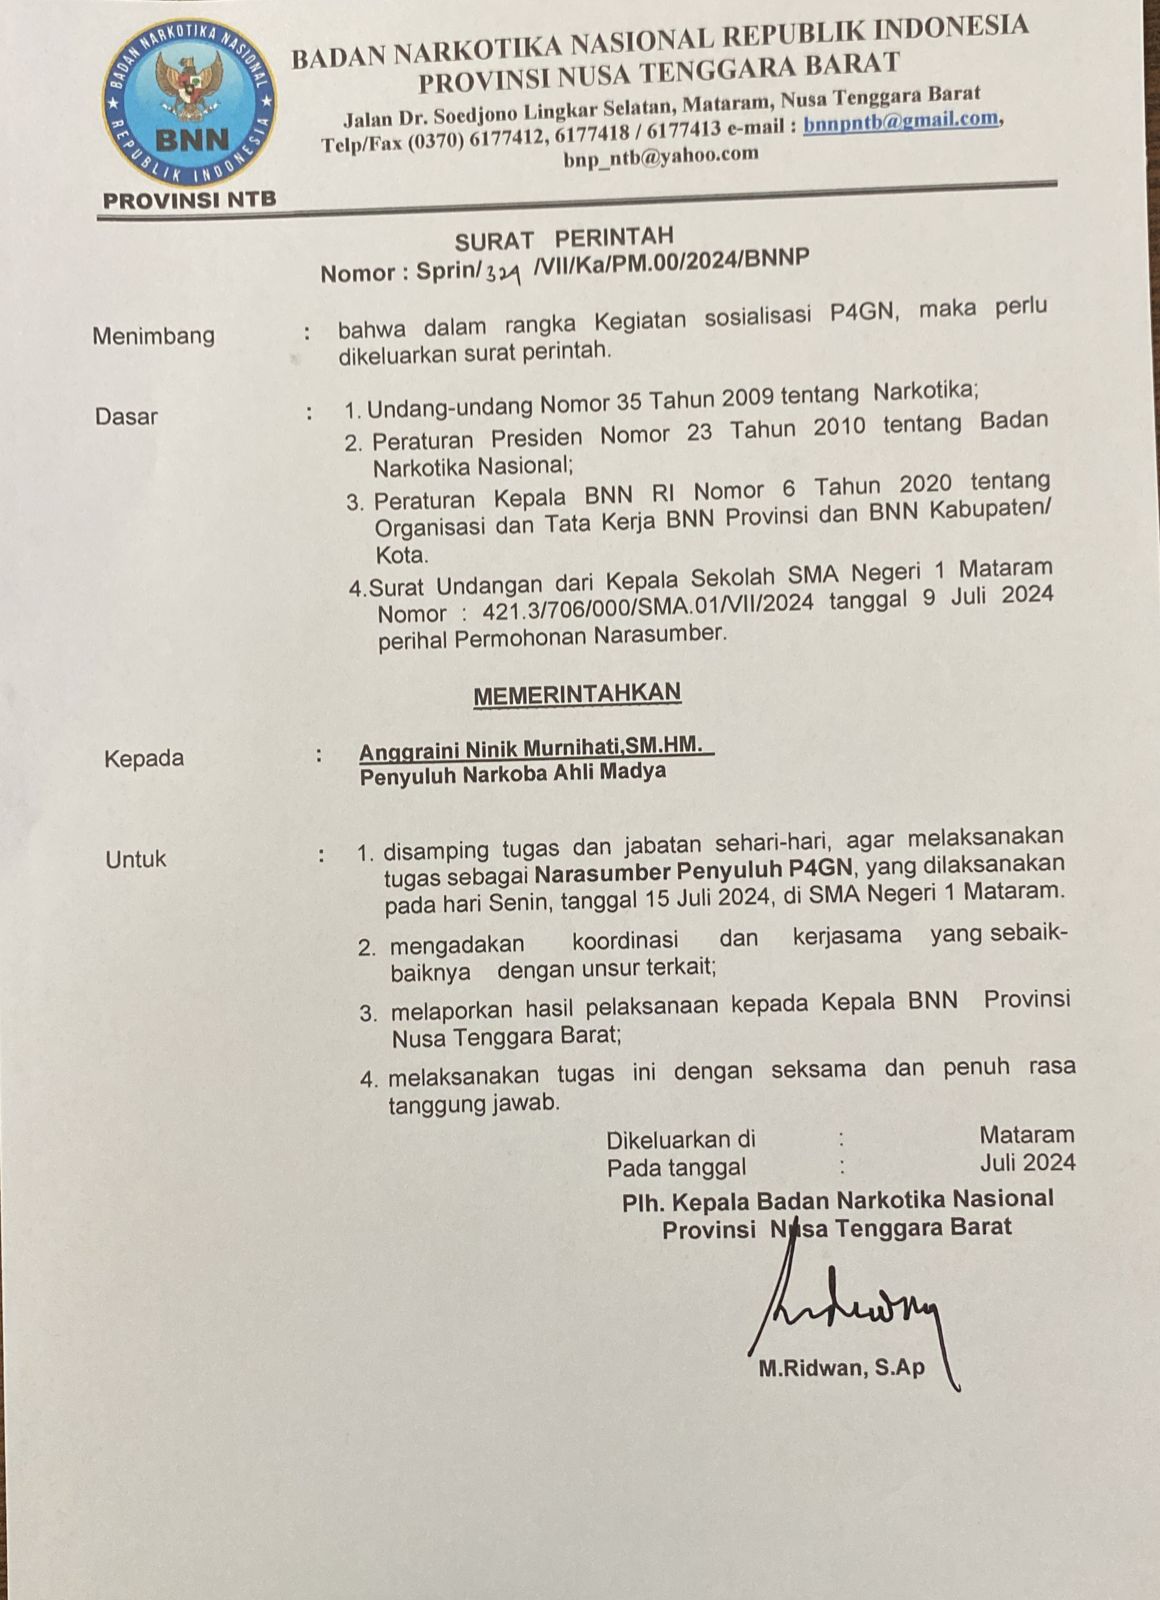 BADAN NARKOTIKA NASIONAL
REPUBLIK INDONESIA
BNN
PROVINSI NTB
BADAN NARKOTIKA NASIONAL REPUBLIK INDONESIA
PROVINSI NUSA TENGGARA BARAT
Jalan Dr. Soedjono Lingkar Selatan, Mataram, Nusa Tenggara Barat
Telp/Fax (0370) 6177412, 6177418 / 6177413 e-mail : bnnpntb@gmail.com,
bnp_ntb@yahoo.com
SURAT PERINTAH
Nomor : Sprin/329 /VII/Ka/PM.00/2024/BNNP
Menimbang : bahwa dalam rangka Kegiatan sosialisasi P4GN, maka perlu
dikeluarkan surat perintah.
Dasar : 1. Undang-undang Nomor 35 Tahun 2009 tentang Narkotika;
2. Peraturan Presiden Nomor 23 Tahun 2010 tentang Badan
Narkotika Nasional;
3. Peraturan Kepala BNN RI Nomor 6 Tahun 2020 tentang
Organisasi dan Tata Kerja BNN Provinsi dan BNN Kabupaten/
Kota.
4.Surat Undangan dari Kepala Sekolah SMA Negeri 1 Mataram
Nomor : 421.3/706/000/SMA.01/VII/2024 tanggal 9 Juli 2024
perihal Permohonan Narasumber.
MEMERINTAHKAN
Kepada : Anggraini Ninik Murnihati,SM.HM.
Penyuluh Narkoba Ahli Madya
Untuk : 1. disamping tugas dan jabatan sehari-hari, agar melaksanakan
tugas sebagai Narasumber Penyuluh P4GN, yang dilaksanakan
pada hari Senin, tanggal 15 Juli 2024, di SMA Negeri 1 Mataram.
2. mengadakan koordinasi dan kerjasama yang sebaik-
baiknya dengan unsur terkait;
3. melaporkan hasil pelaksanaan kepada Kepala BNN Provinsi
Nusa Tenggara Barat;
4. melaksanakan tugas ini dengan seksama dan penuh rasa
tanggung jawab.
Dikeluarkan di : Mataram
Pada tanggal : Juli 2024
Plh. Kepala Badan Narkotika Nasional
Provinsi Nusa Tenggara Barat
M.Ridwan, S.Ap